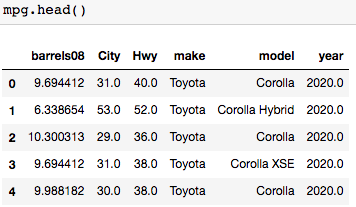 mpg.head()
barrels08 City Hwy make model year
0 9.694412 31.0 40.0 Toyota Corolla 2020.0
1 6.338654 53.0 52.0 Toyota Corolla Hybrid 2020.0
2 10.300313 29.0 36.0 Toyota Corolla 2020.0
3 9.694412 31.0 38.0 Toyota Corolla XSE 2020.0
4 9.988182 30.0 38.0 Toyota Corolla 2020.0